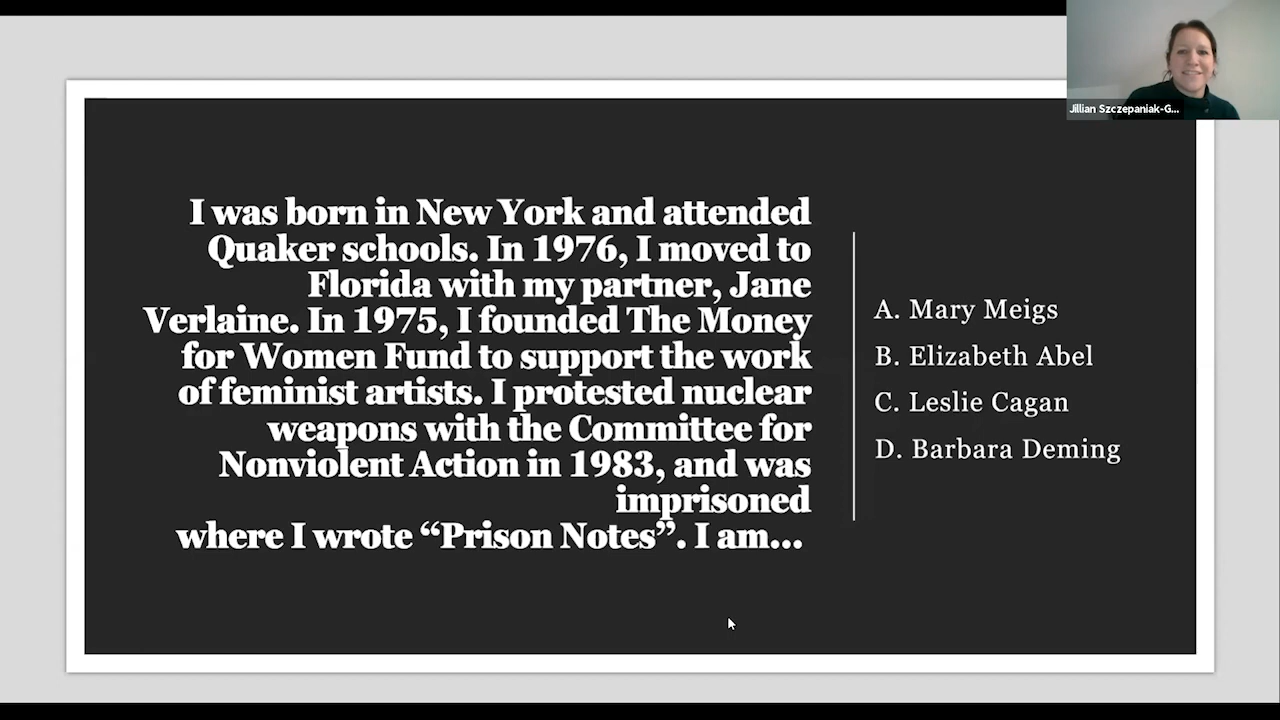 Jillian Szczepaniak-G...
I was born in New York and attended
Quaker schools. In 1976, I moved to
Florida with my partner, Jane
Verlaine. In 1975, I founded The Money
for Women Fund to support the work
of feminist artists. I protested nuclear
weapons with the Committee for
Nonviolent Action in 1983, and was
imprisoned
where I wrote “Prison Notes”. I am...
A. Mary Meigs
B. Elizabeth Abel
C. Leslie Cagan
D. Barbara Deming